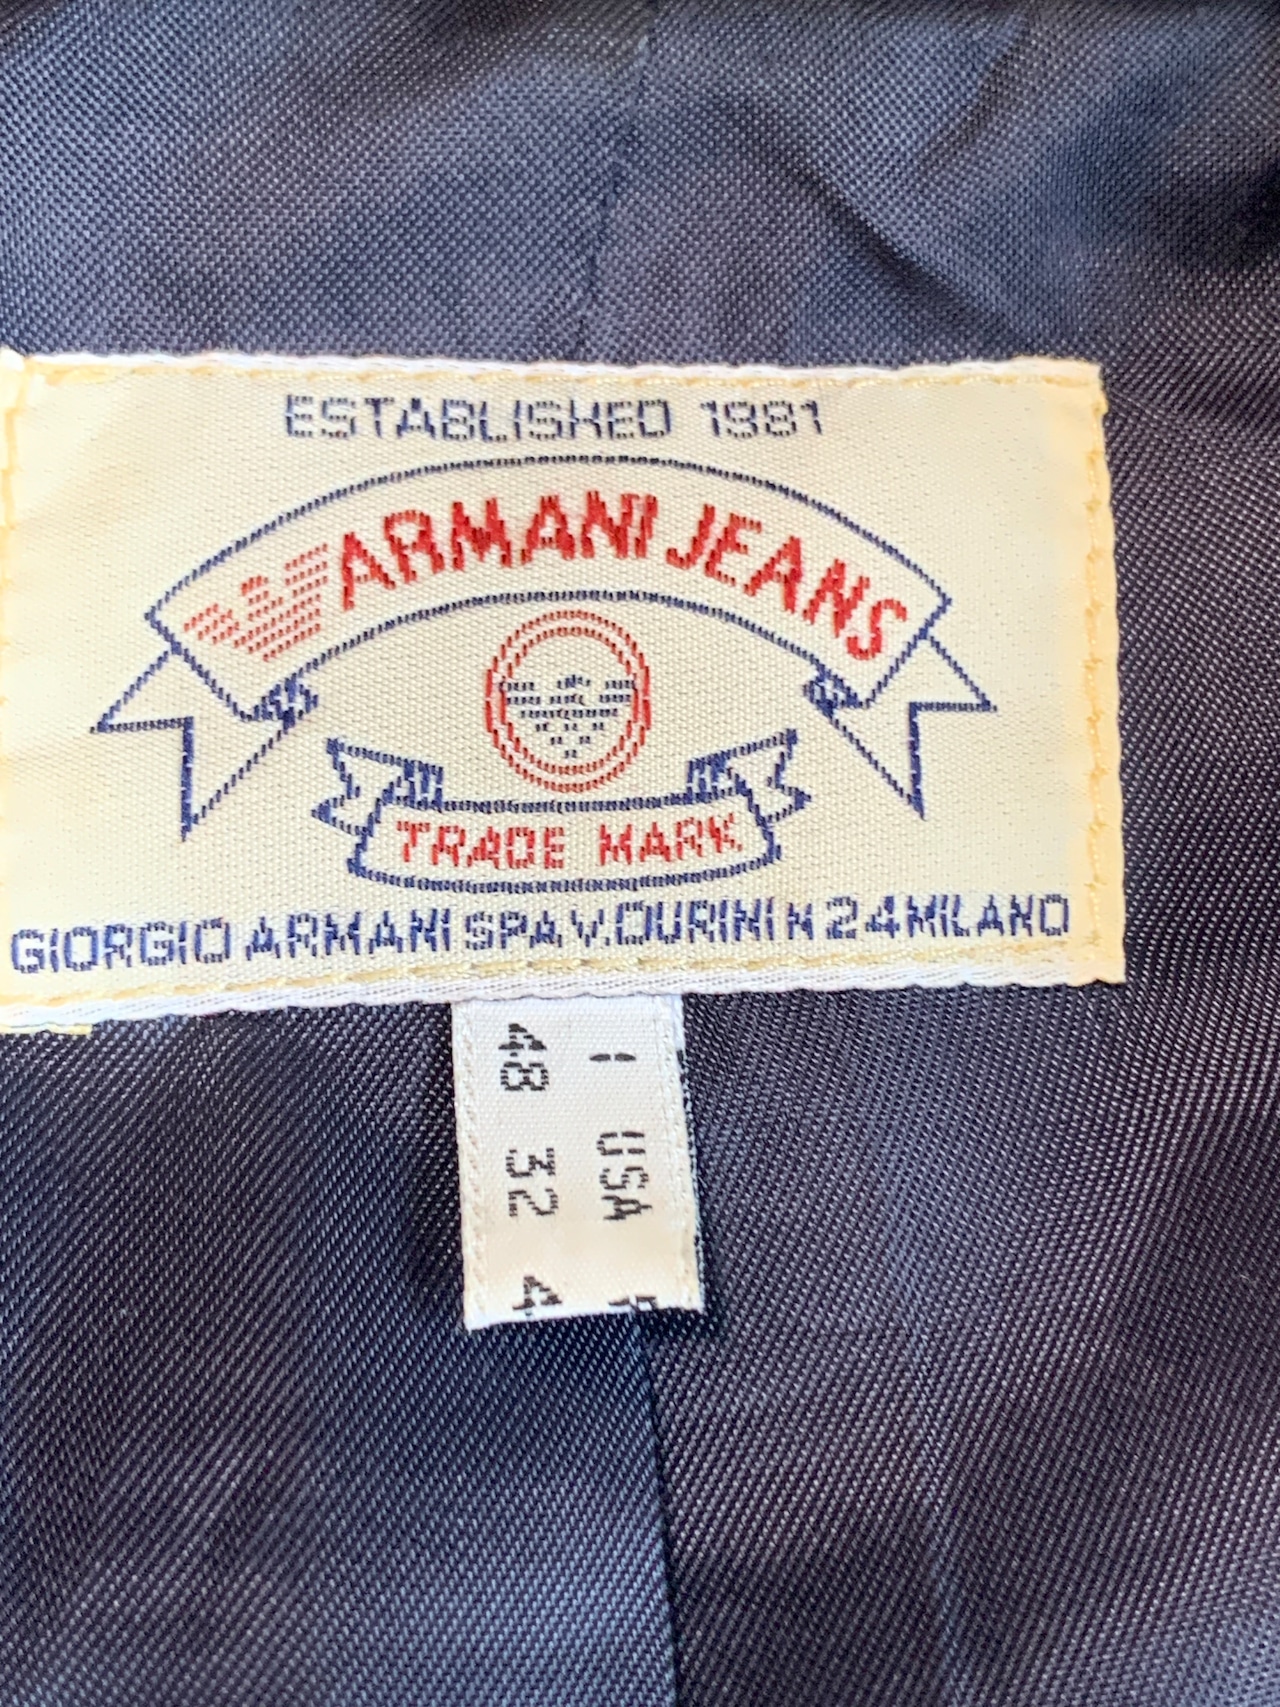 ESTABLISHED 1981
ARMANI JEANS
TRADE MARK
GIORGIO ARMANI SPA V. DURINI N 24 MILANO
I USA
48 32 4